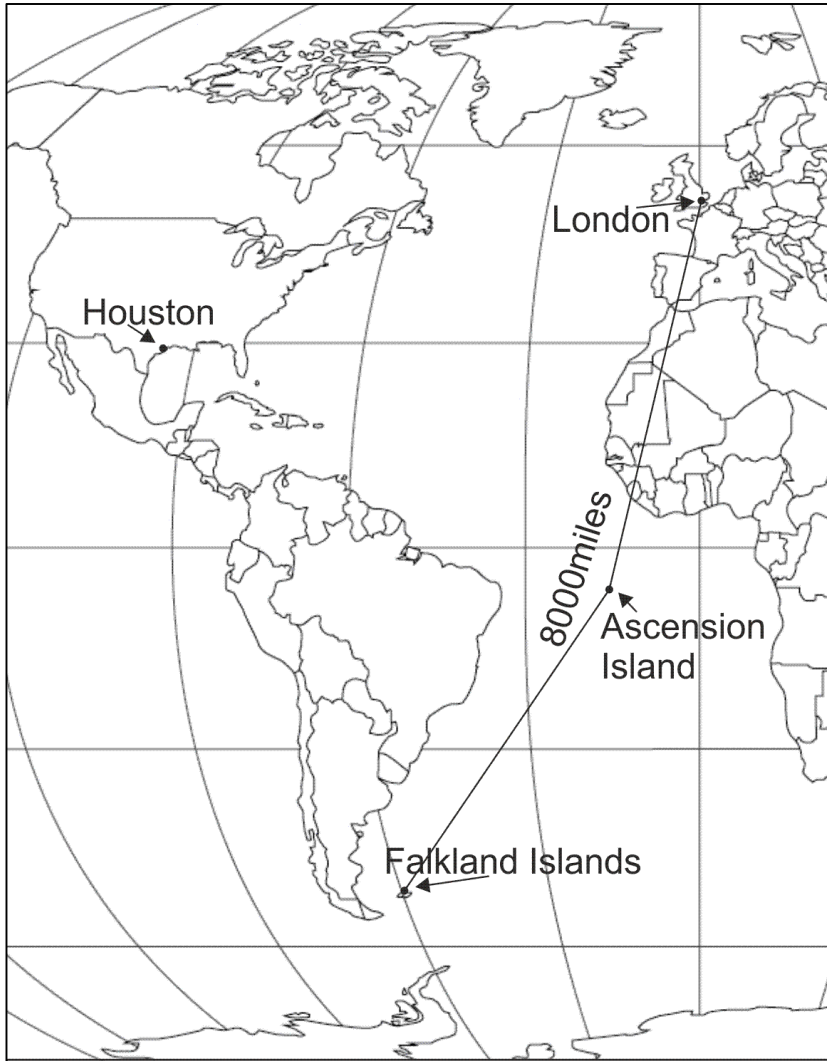 London
Houston
8000miles
Ascension
Island
Falkland Islands